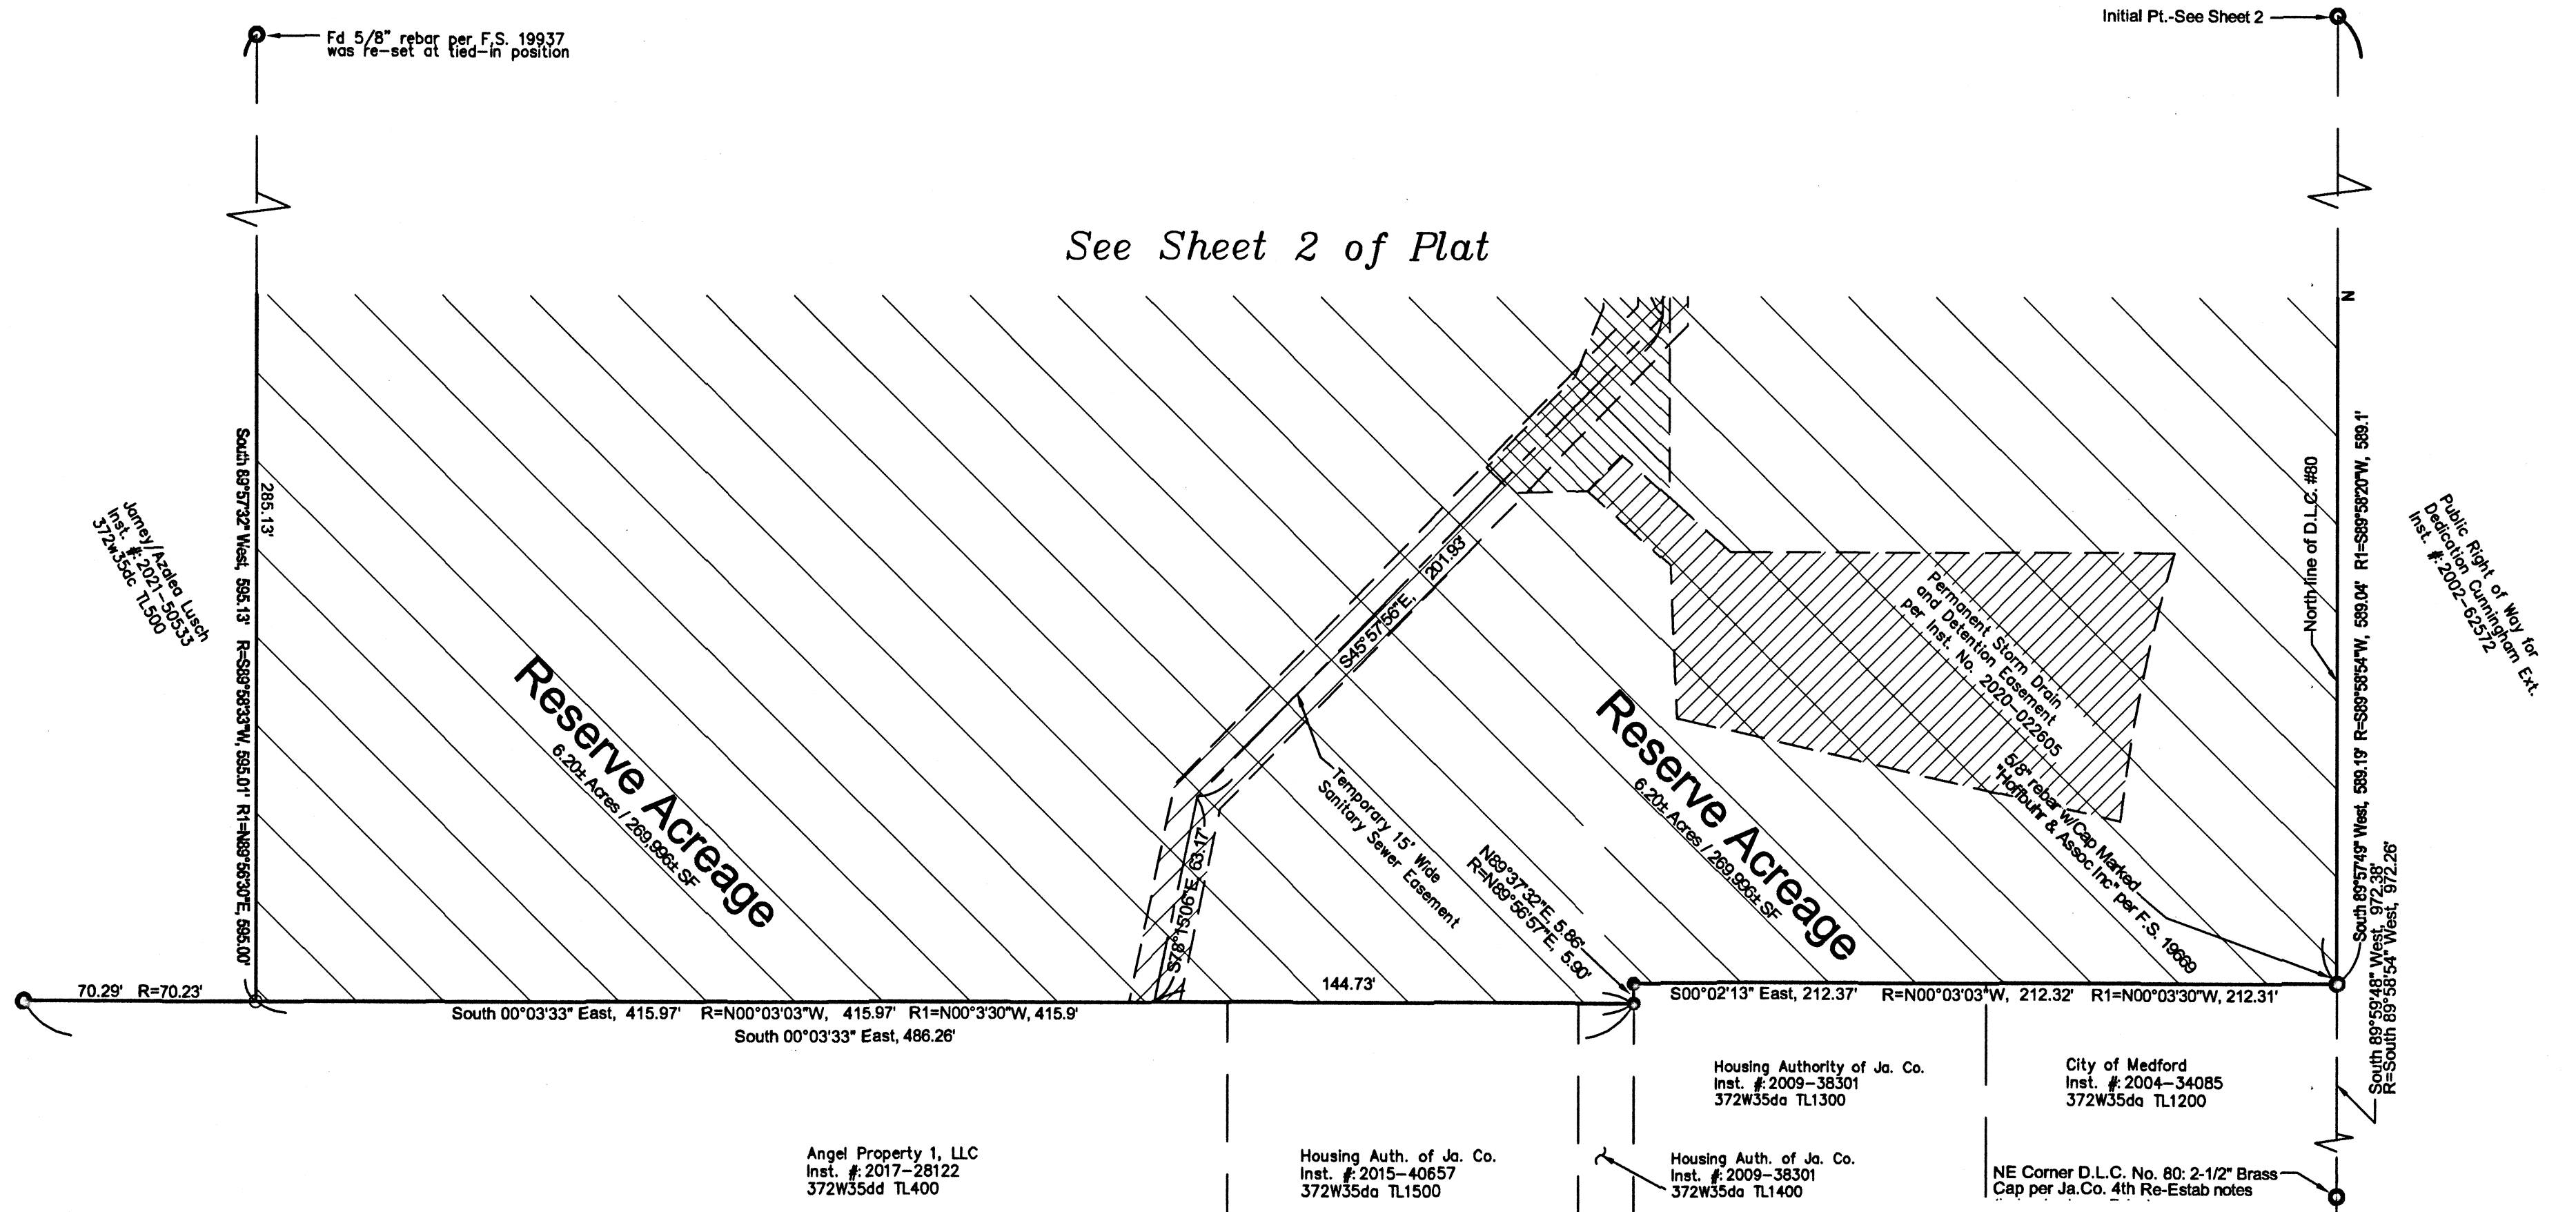 Fd 5/8" rebar per F.S. 19937
was re-set at tied-in position
Initial Pt.-See Sheet 2
See Sheet 2 of Plat
N
South 89°57'32" West, 595.13' R=S89°58'33"W, 595.01' R1=N89°56'30"E, 595.00'
285.13'
Jamey/Azalea Lusch
Inst. #:2021-50533
372w35dc TL500
Reserve Acreage
6.20± Acres / 269,996± SF
S45°57'56"E, 201.93'
S78°15'06"E, 63.17'
Temporary 15' Wide
Sanitary Sewer Easement
N89°37'32"E, 5.86'
R=N89°56'57"E, 5.90'
Reserve Acreage
6.20± Acres / 269,996± SF
Permanent Storm Drain
and Detention Easement
per Inst. No. 2020-022605
5/8" rebar w/Cap Marked
"Hoffbuhr & Assoc Inc" per F.S. 19669
North line of D.L.C. #80
South 89°57'49" West, 589.19' R=S89°58'54"W, 589.04' R1=S89°58'20"W, 589.1'
Public Right of Way for
Dedication Cunningham Ext.
Inst. #:2002-62572
South 89°59'48" West, 972.38'
R=South 89°58'54" West, 972.26'
70.29' R=70.23'
144.73'
South 00°03'33" East, 415.97' R=N00°03'03"W, 415.97' R1=N00°3'30"W, 415.9'
South 00°03'33" East, 486.26'
S00°02'13" East, 212.37' R=N00°03'03"W, 212.32' R1=N00°03'30"W, 212.31'
Housing Authority of Ja. Co.
Inst. #:2009-38301
372W35da TL1300
City of Medford
Inst. #:2004-34085
372W35da TL1200
Angel Property 1, LLC
Inst. #:2017-28122
372W35dd TL400
Housing Auth. of Ja. Co.
Inst. #:2015-40657
372W35da TL1500
Housing Auth. of Ja. Co.
Inst. #:2009-38301
372W35da TL1400
NE Corner D.L.C. No. 80: 2-1/2" Brass
Cap per Ja.Co. 4th Re-Estab notes